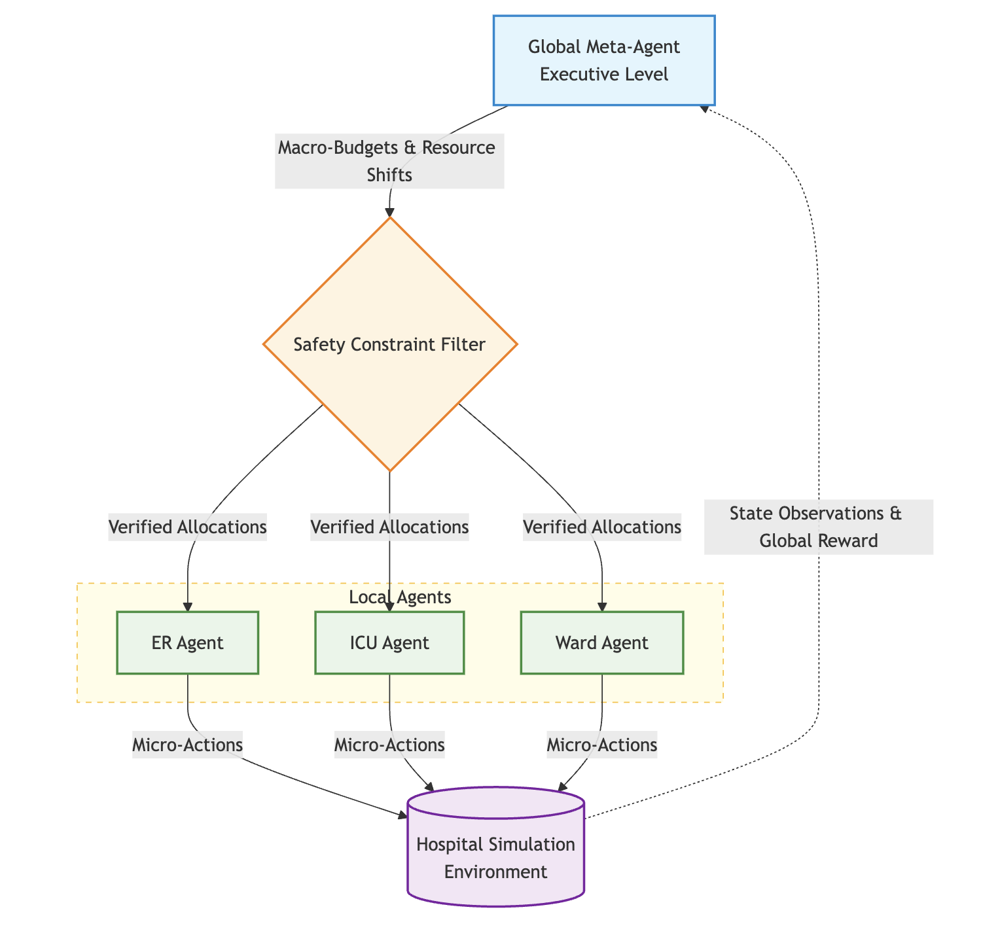 Global Meta-Agent
Executive Level
Macro-Budgets & Resource
Shifts
Safety Constraint Filter
Verified Allocations
Verified Allocations
Verified Allocations
State Observations &
Global Reward
Local Agents
ER Agent
ICU Agent
Ward Agent
Micro-Actions
Micro-Actions
Micro-Actions
Hospital Simulation
Environment